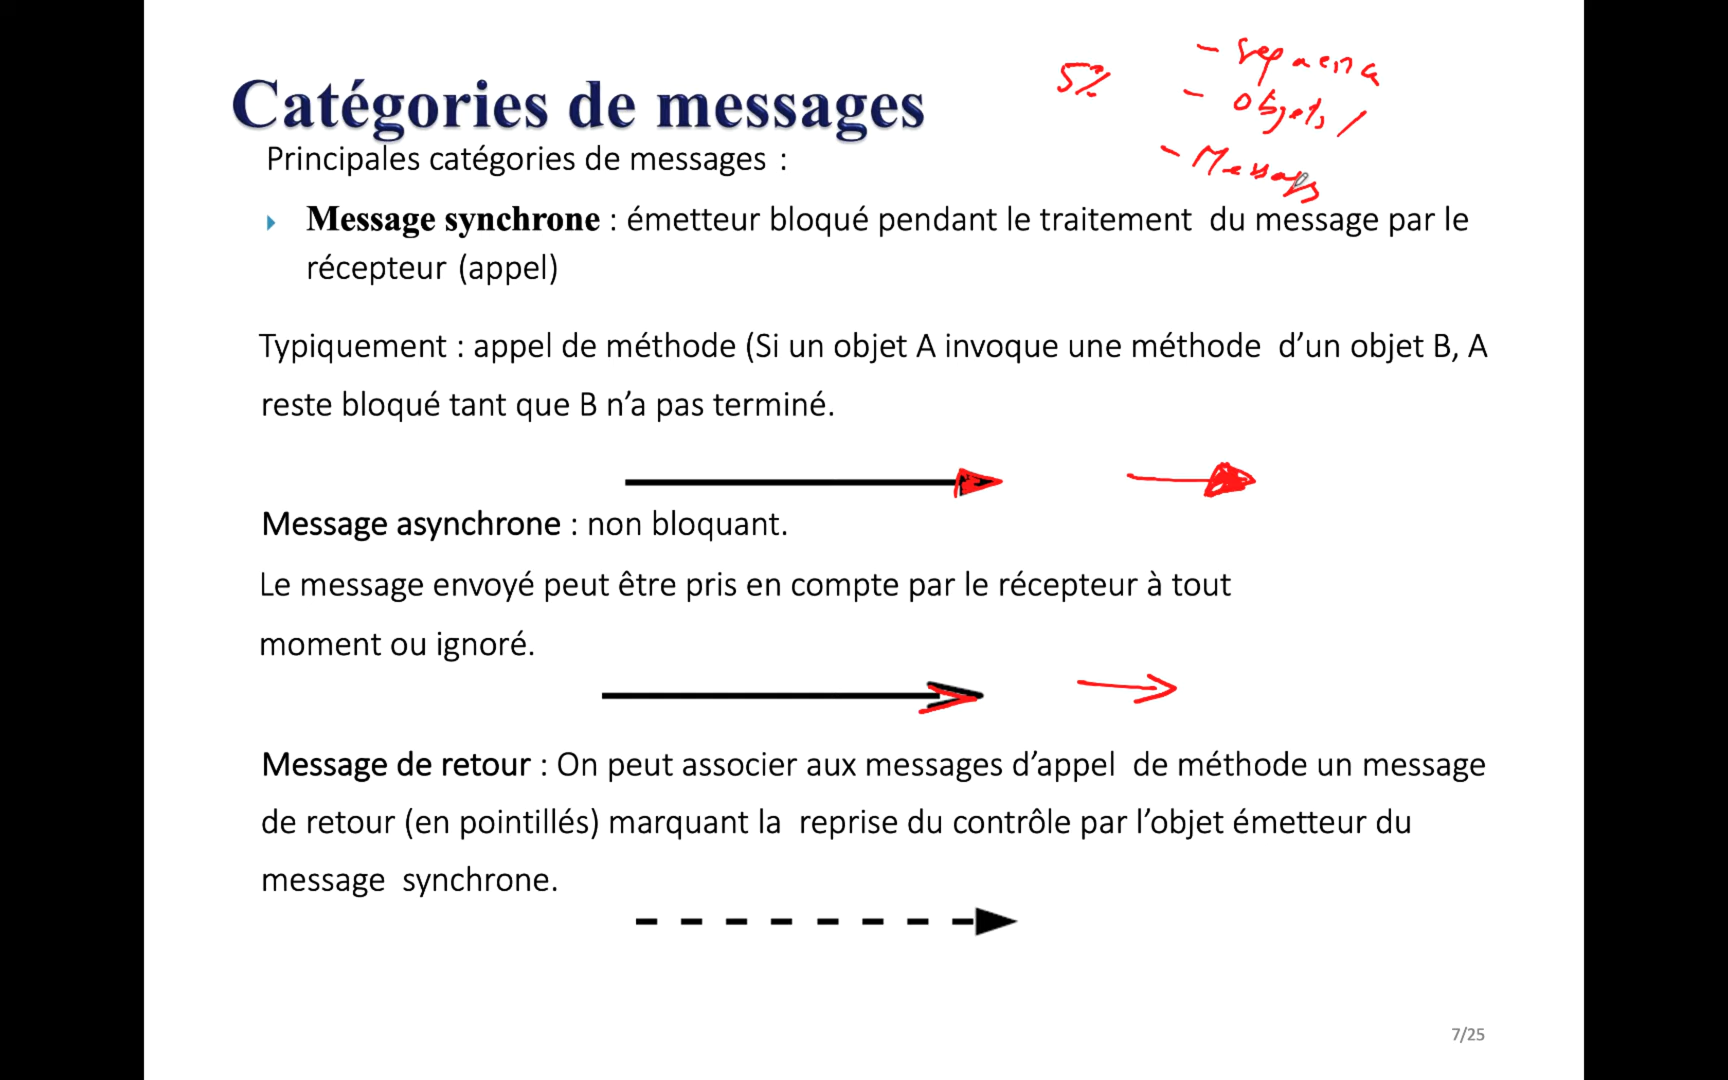 Catégories de messages
5%
- Séquence
- objets /
- Messages
Principales catégories de messages :
Message synchrone : émetteur bloqué pendant le traitement du message par le
récepteur (appel)
Typiquement : appel de méthode (Si un objet A invoque une méthode d’un objet B, A
reste bloqué tant que B n’a pas terminé.
Message asynchrone : non bloquant.
Le message envoyé peut être pris en compte par le récepteur à tout
moment ou ignoré.
Message de retour : On peut associer aux messages d’appel de méthode un message
de retour (en pointillés) marquant la reprise du contrôle par l’objet émetteur du
message synchrone.
7/25